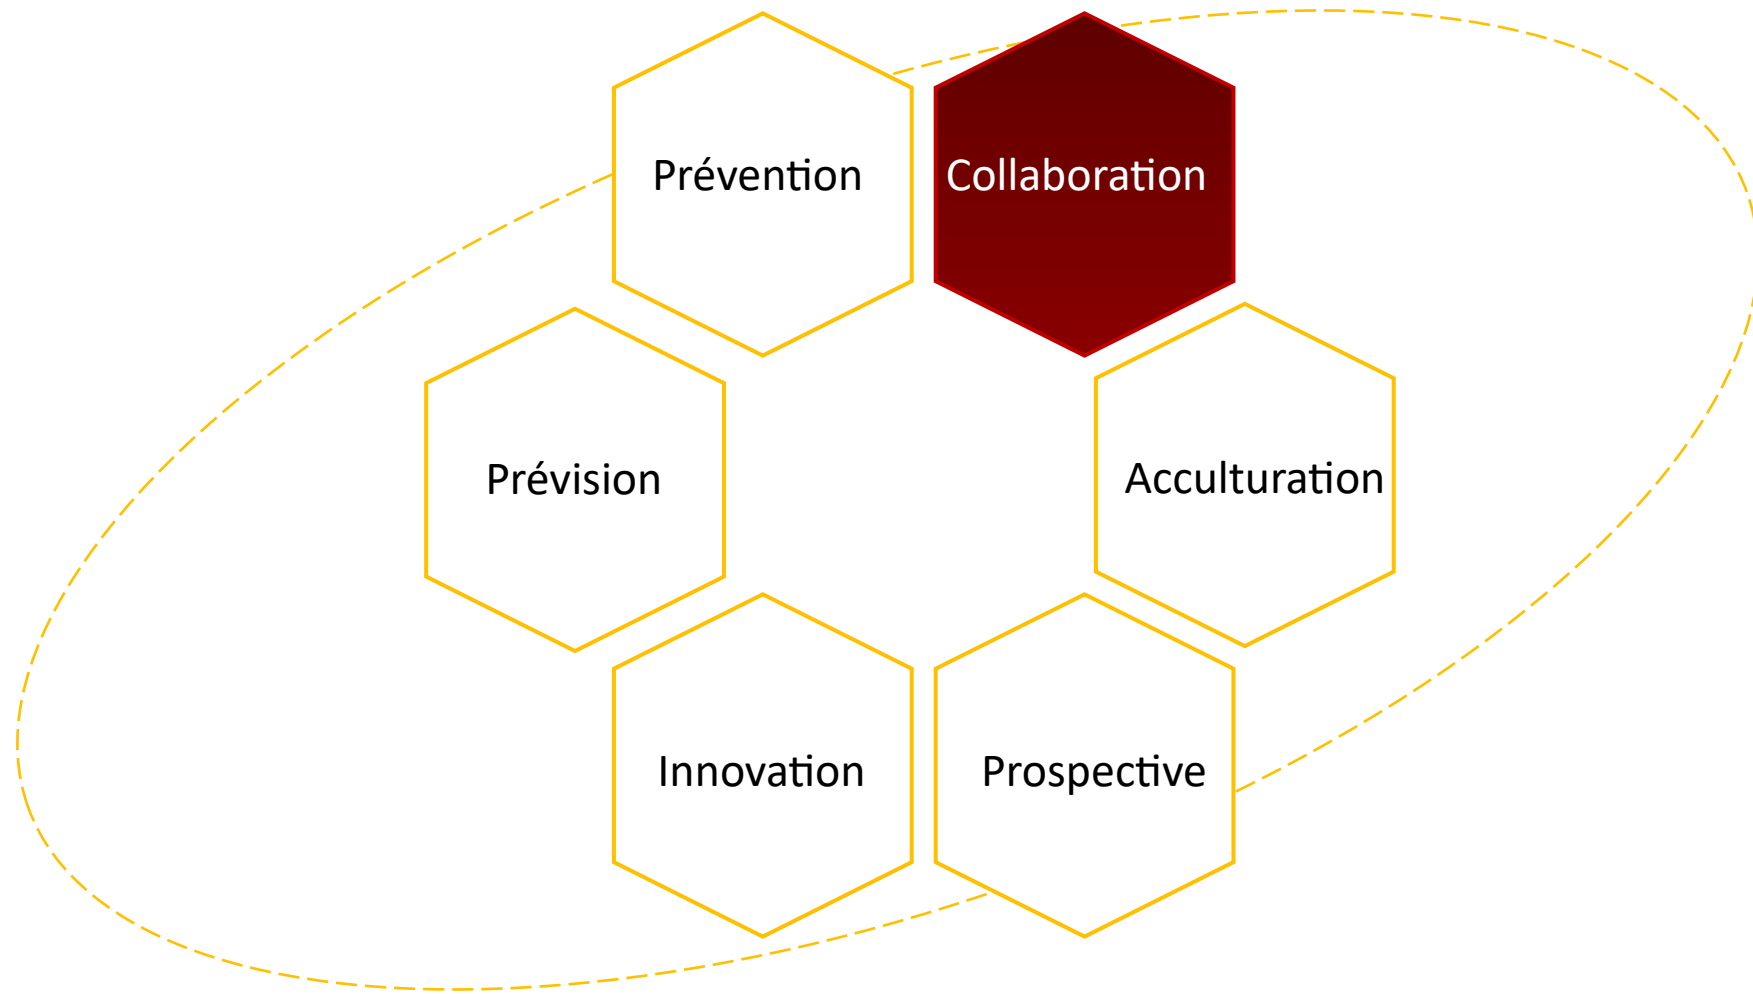 Prévention
Collaboration
Prévision
Acculturation
Innovation
Prospective